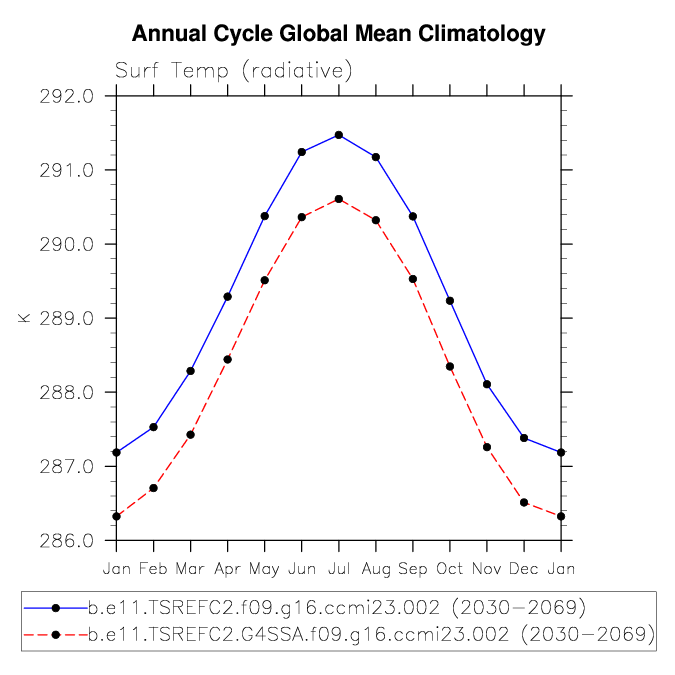 Annual Cycle Global Mean Climatology
Surf Temp (radiative)
292.0
291.0
290.0
K 289.0
288.0
287.0
286.0
Jan Feb Mar Apr May Jun Jul Aug Sep Oct Nov Dec Jan
b.e11.TSREFC2.f09.g16.ccmi23.002 (2030-2069)
b.e11.TSREFC2.G4SSA.f09.g16.ccmi23.002 (2030-2069)